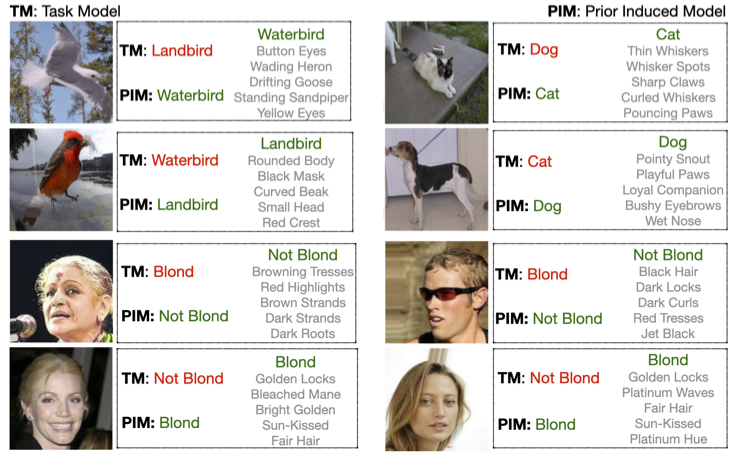 TM: Task Model
PIM: Prior Induced Model
TM: Landbird
PIM: Waterbird
Waterbird
Button Eyes
Wading Heron
Drifting Goose
Standing Sandpiper
Yellow Eyes
TM: Dog
PIM: Cat
Cat
Thin Whiskers
Whisker Spots
Sharp Claws
Curled Whiskers
Pouncing Paws
TM: Waterbird
PIM: Landbird
Landbird
Rounded Body
Black Mask
Curved Beak
Small Head
Red Crest
TM: Cat
PIM: Dog
Dog
Pointy Snout
Playful Paws
Loyal Companion
Bushy Eyebrows
Wet Nose
TM: Blond
PIM: Not Blond
Not Blond
Browning Tresses
Red Highlights
Brown Strands
Dark Strands
Dark Roots
TM: Blond
PIM: Not Blond
Not Blond
Black Hair
Dark Locks
Dark Curls
Red Tresses
Jet Black
TM: Not Blond
PIM: Blond
Blond
Golden Locks
Bleached Mane
Bright Golden
Sun-Kissed
Fair Hair
TM: Not Blond
PIM: Blond
Blond
Golden Locks
Platinum Waves
Fair Hair
Sun-Kissed
Platinum Hue